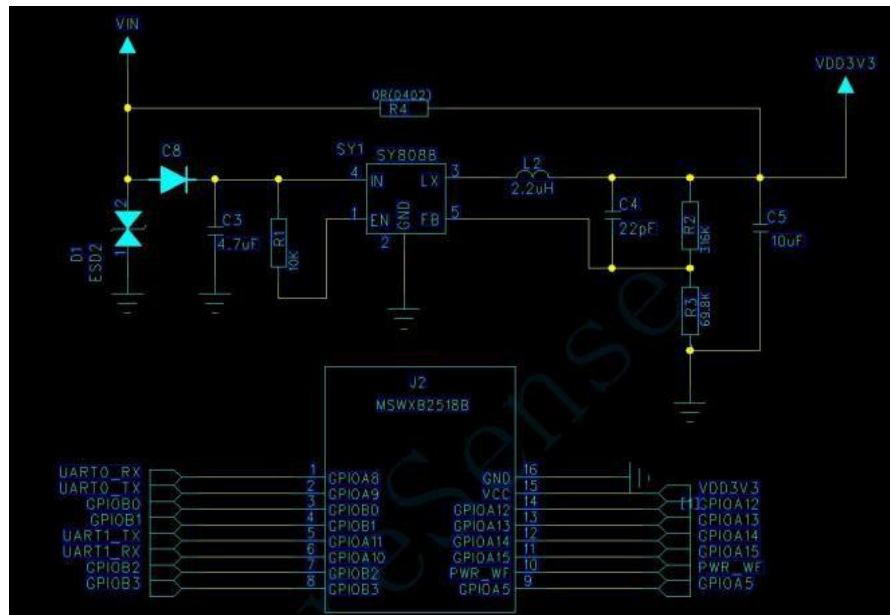 VIN
VDD3V3
0R(0402)
R4
C8
SY1
SY8088
4
IN
LX
3
L2
2.2uH
1
EN
GND
FB
5
2
C3
4.7uF
R1
10K
C4
22pF
R2
316K
C5
10uF
D1
ESD2
2
1
R3
69.8K
J2
MSWXB2518B
UART0_RX 1 GPIOA8 GND 16
UART0_TX 2 GPIOA9 VCC 15 VDD3V3
GPIOB0 3 GPIOB0 GPIOA12 14 [1] GPIOA12
GPIOB1 4 GPIOB1 GPIOA13 13 GPIOA13
UART1_TX 5 GPIOA11 GPIOA14 12 GPIOA14
UART1_RX 6 GPIOA10 GPIOA15 11 GPIOA15
GPIOB2 7 GPIOB2 PWR_WF 10 PWR_WF
GPIOB3 8 GPIOB3 GPIOA5 9 GPIOA5